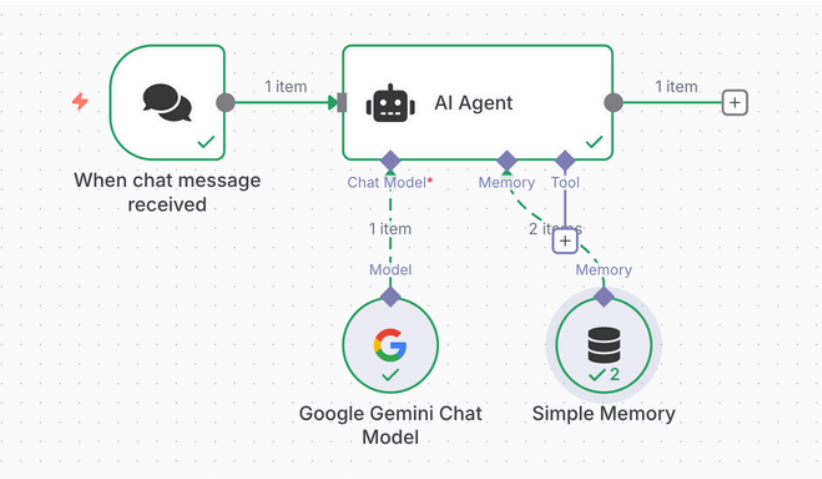 1 item
AI Agent
1 item
When chat message
received
Chat Model*
Memory
Tool
1 item
2 items
Model
Memory
2
Google Gemini Chat
Model
Simple Memory